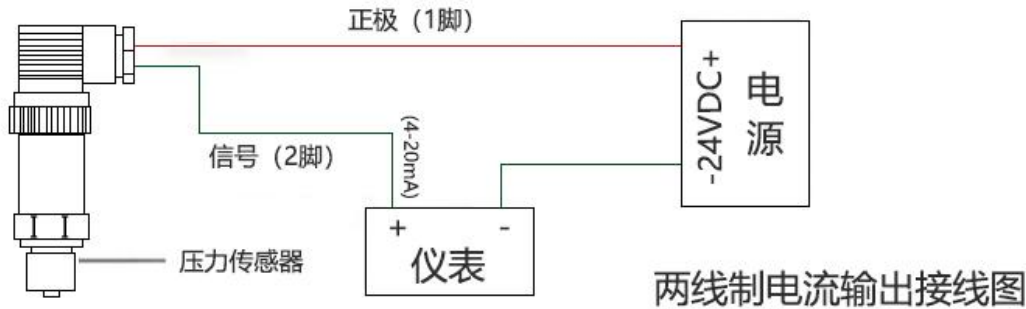 正极（1脚）
-24VDC+
电源
(4-20mA)
信号（2脚）
+ -
仪表
压力传感器
两线制电流输出接线图